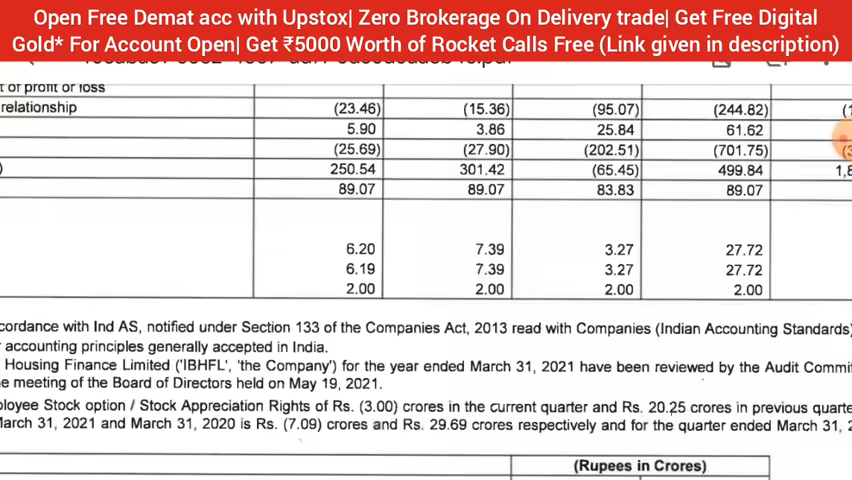 Open Free Demat acc with Upstox| Zero Brokerage On Delivery trade| Get Free Digital
Gold* For Account Open| Get ₹5000 Worth of Rocket Calls Free (Link given in description)
t of profit or loss
relationship (23.46) (15.36) (95.07) (244.82)
5.90 3.86 25.84 61.62
(25.69) (27.90) (202.51) (701.75)
) 250.54 301.42 (65.45) 499.84 1,8
89.07 89.07 83.83 89.07
6.20 7.39 3.27 27.72
6.19 7.39 3.27 27.72
2.00 2.00 2.00 2.00
cordance with Ind AS, notified under Section 133 of the Companies Act, 2013 read with Companies (Indian Accounting Standards)
accounting principles generally accepted in India.
Housing Finance Limited ('IBHFL', 'the Company') for the year ended March 31, 2021 have been reviewed by the Audit Commit
e meeting of the Board of Directors held on May 19, 2021.
ployee Stock option / Stock Appreciation Rights of Rs. (3.00) crores in the current quarter and Rs. 20.25 crores in previous quarte
March 31, 2021 and March 31, 2020 is Rs. (7.09) crores and Rs. 29.69 crores respectively and for the quarter ended March 31, 2
(Rupees in Crores)